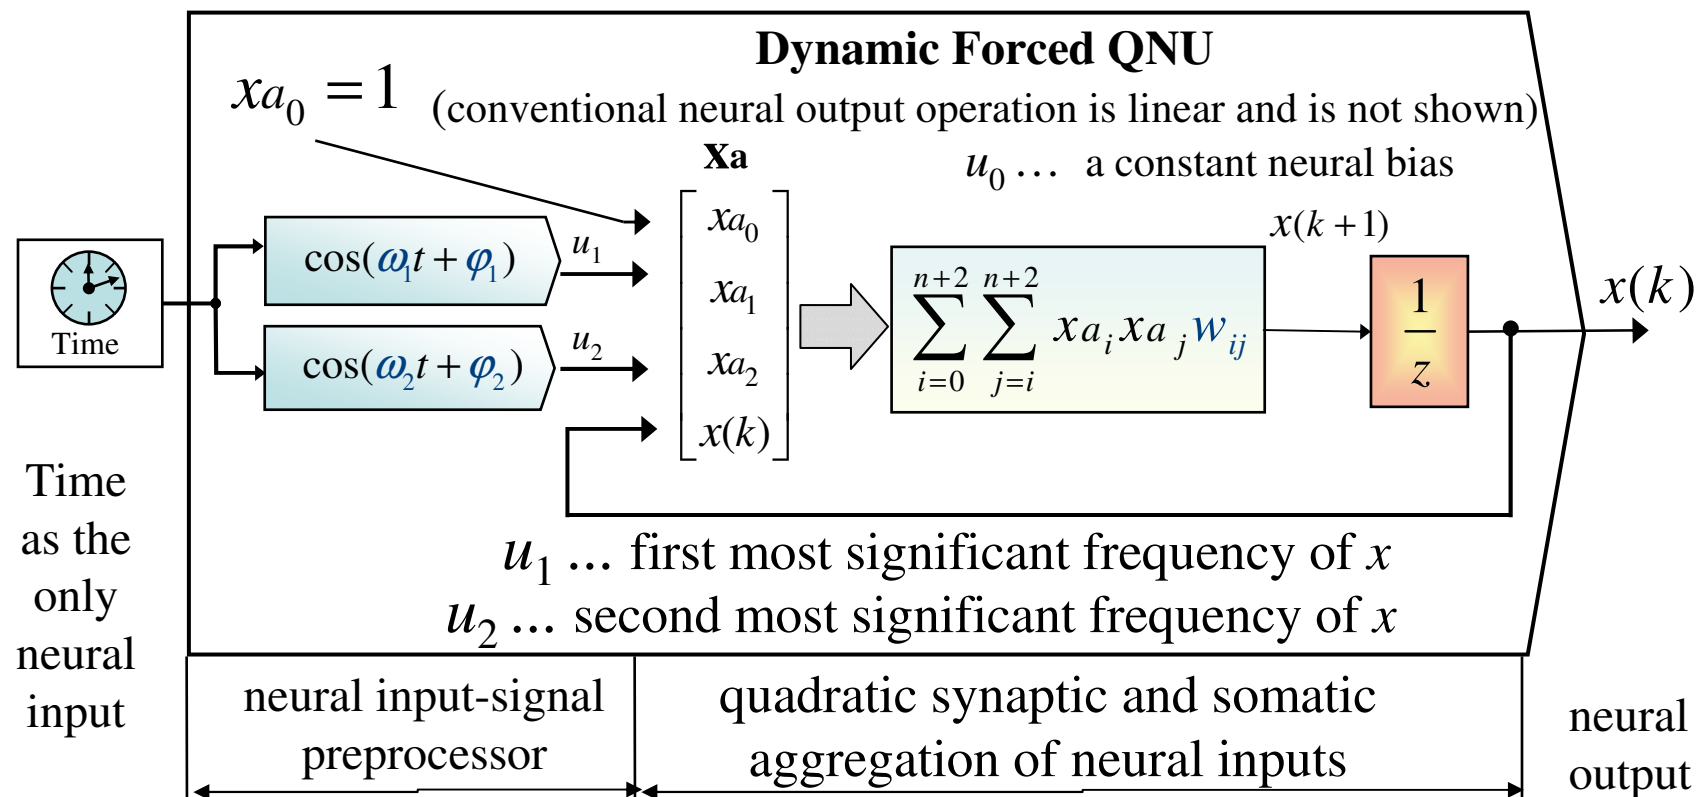 Dynamic Forced QNU
xa₀ = 1 (conventional neural output operation is linear and is not shown)
Xa
u₀ … a constant neural bias
Time
cos(ω₁t + φ₁)
u₁
cos(ω₂t + φ₂)
u₂
xa₀
xa₁
xa₂
x(k)
n+2 n+2
∑ ∑ xaᵢxaⱼwᵢⱼ
i=0 j=i
x(k + 1)
1
z
x(k)
u₁ ... first most significant frequency of x
u₂ ... second most significant frequency of x
Time
as the
only
neural
input
neural input-signal
preprocessor
quadratic synaptic and somatic
aggregation of neural inputs
neural
output